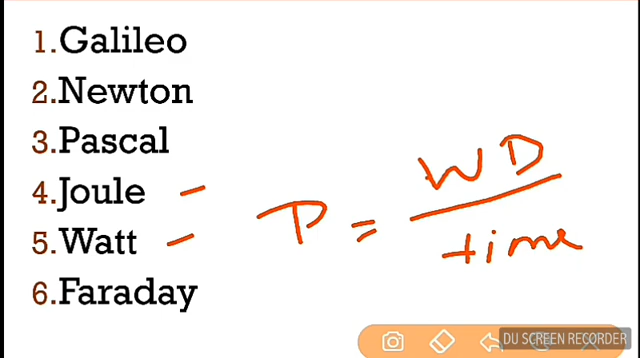 1.Galileo
2.Newton
3.Pascal
4.Joule –
5.Watt –
6.Faraday
P = WD / time
DU SCREEN RECORDER